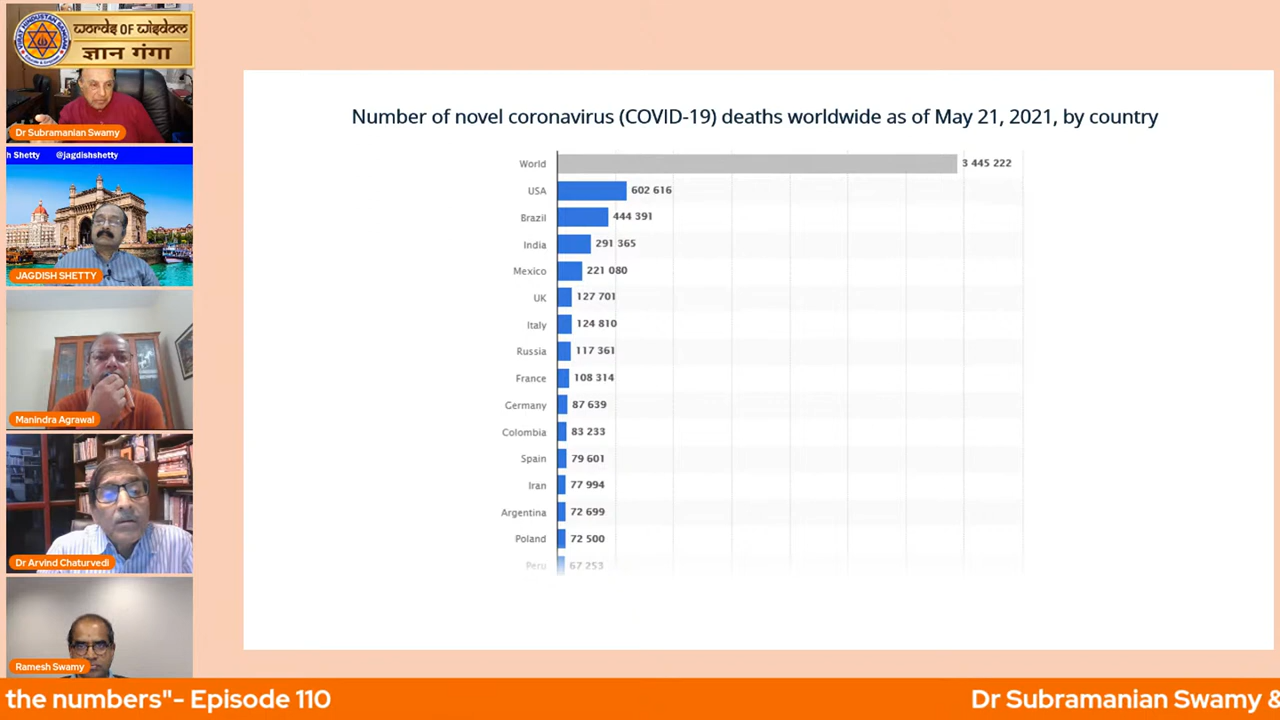 words of wisdom
ज्ञान गंगा
Dr Subramanian Swamy
h Shetty @jagdishshetty
JAGDISH SHETTY
Manindra Agrawal
Dr Arvind Chaturvedi
Ramesh Swamy
Number of novel coronavirus (COVID-19) deaths worldwide as of May 21, 2021, by country
World 3 445 222
USA 602 616
Brazil 444 391
India 291 365
Mexico 221 080
UK 127 701
Italy 124 810
Russia 117 361
France 108 314
Germany 87 639
Colombia 83 233
Spain 79 601
Iran 77 994
Argentina 72 699
Poland 72 500
Peru 67 253
the numbers"- Episode 110 Dr Subramanian Swamy &